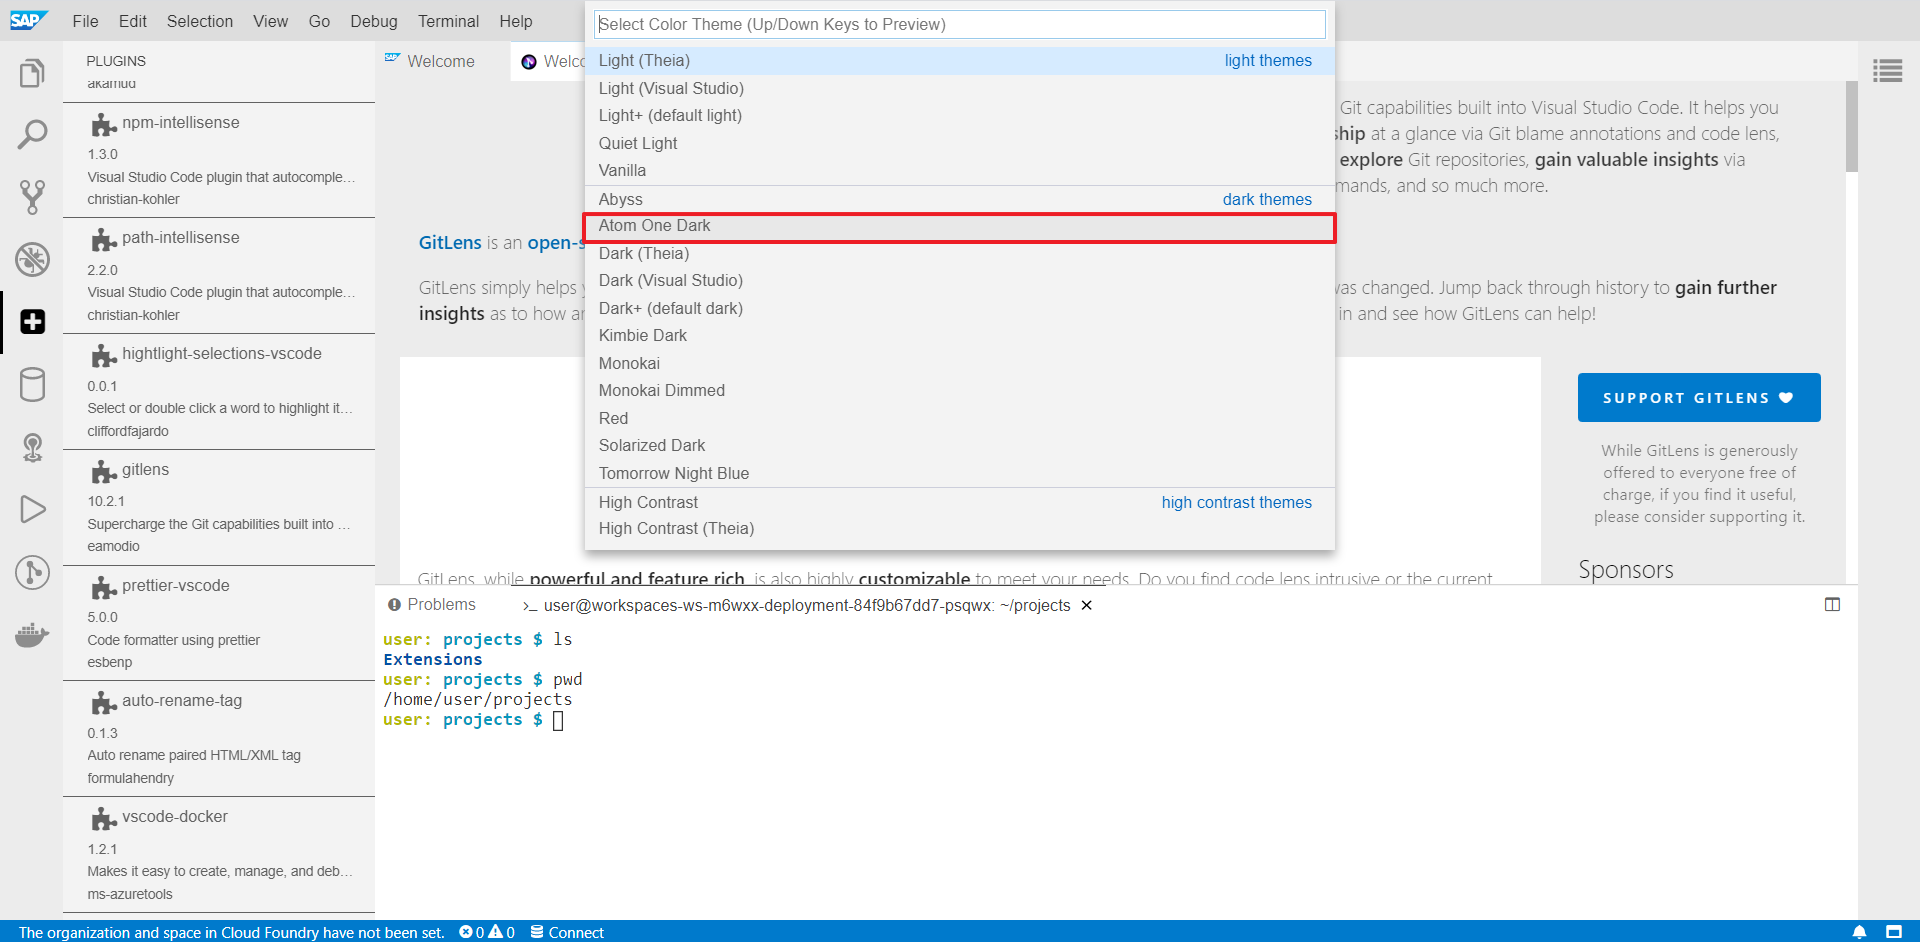 SAP File Edit Selection View Go Debug Terminal Help
PLUGINS
akamud
npm-intellisense
1.3.0
Visual Studio Code plugin that autocomple…
christian-kohler
path-intellisense
2.2.0
Visual Studio Code plugin that autocomple…
christian-kohler
hightlight-selections-vscode
0.0.1
Select or double click a word to highlight it…
cliffordfajardo
gitlens
10.2.1
Supercharge the Git capabilities built into …
eamodio
prettier-vscode
5.0.0
Code formatter using prettier
esbenp
auto-rename-tag
0.1.3
Auto rename paired HTML/XML tag
formulahendry
vscode-docker
1.2.1
Makes it easy to create, manage, and deb…
ms-azuretools
Welcome
Welco
Select Color Theme (Up/Down Keys to Preview)
Light (Theia) light themes
Light (Visual Studio)
Light+ (default light)
Quiet Light
Vanilla
Abyss dark themes
Atom One Dark
Dark (Theia)
Dark (Visual Studio)
Dark+ (default dark)
Kimbie Dark
Monokai
Monokai Dimmed
Red
Solarized Dark
Tomorrow Night Blue
High Contrast high contrast themes
High Contrast (Theia)
Git capabilities built into Visual Studio Code. It helps you
ship at a glance via Git blame annotations and code lens,
explore Git repositories, gain valuable insights via
mands, and so much more.
GitLens is an open-s
GitLens simply helps y
was changed. Jump back through history to gain further
insights as to how an
in and see how GitLens can help!
SUPPORT GITLENS
While GitLens is generously
offered to everyone free of
charge, if you find it useful,
please consider supporting it.
Sponsors
GitLens, while powerful and feature rich, is also highly customizable to meet your needs. Do you find code lens intrusive or the current
Problems
>_ user@workspaces-ws-m6wxx-deployment-84f9b67dd7-psqwx: ~/projects
user: projects $ ls
Extensions
user: projects $ pwd
/home/user/projects
user: projects $
The organization and space in Cloud Foundry have not been set. 0 0 Connect